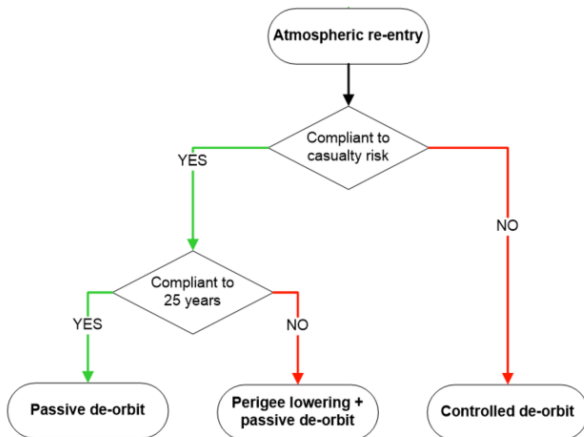 Atmospheric re-entry
Compliant to
casualty risk
YES
NO
Compliant to
25 years
YES
NO
Passive de-orbit
Perigee lowering +
passive de-orbit
Controlled de-orbit